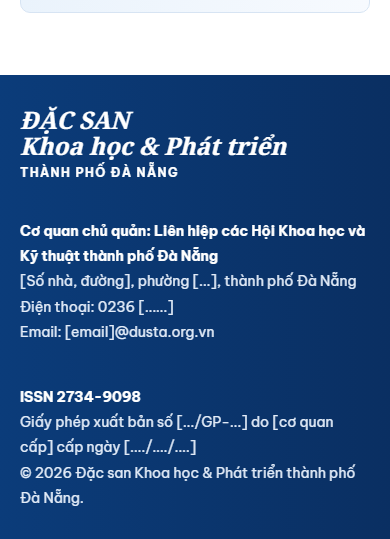 ĐẶC SAN
Khoa học & Phát triển
THÀNH PHỐ ĐÀ NẴNG
Cơ quan chủ quản: Liên hiệp các Hội Khoa học và
Kỹ thuật thành phố Đà Nẵng
[Số nhà, đường], phường [...], thành phố Đà Nẵng
Điện thoại: 0236 [......]
Email: [email]@dusta.org.vn
ISSN 2734-9098
Giấy phép xuất bản số [.../GP-...] do [cơ quan
cấp] cấp ngày [..../..../....]
© 2026 Đặc san Khoa học & Phát triển thành phố
Đà Nẵng.